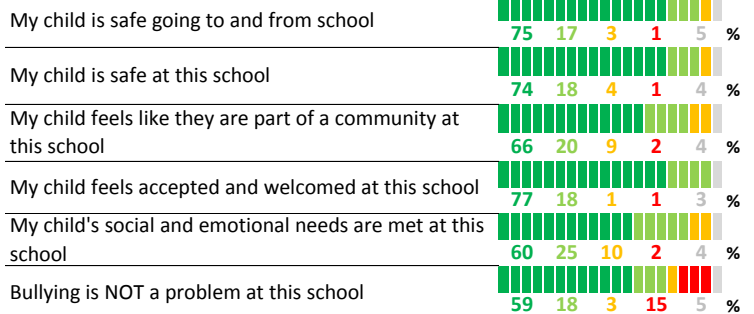 My child is safe going to and from school
75 17 3 1 5 %
My child is safe at this school
74 18 4 1 4 %
My child feels like they are part of a community at
this school
66 20 9 2 4 %
My child feels accepted and welcomed at this school
77 18 1 1 3 %
My child's social and emotional needs are met at this
school
60 25 10 2 4 %
Bullying is NOT a problem at this school
59 18 3 15 5 %